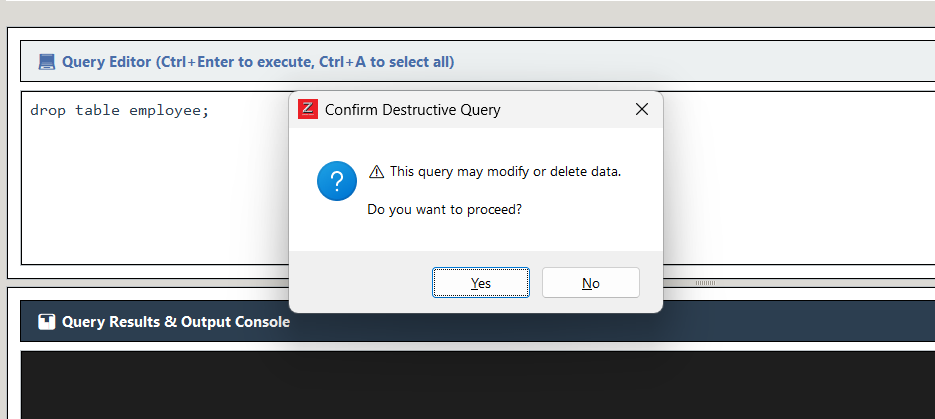 Query Editor (Ctrl+Enter to execute, Ctrl+A to select all)
drop table employee;
Z Confirm Destructive Query
?
This query may modify or delete data.
Do you want to proceed?
Yes
No
Query Results & Output Console